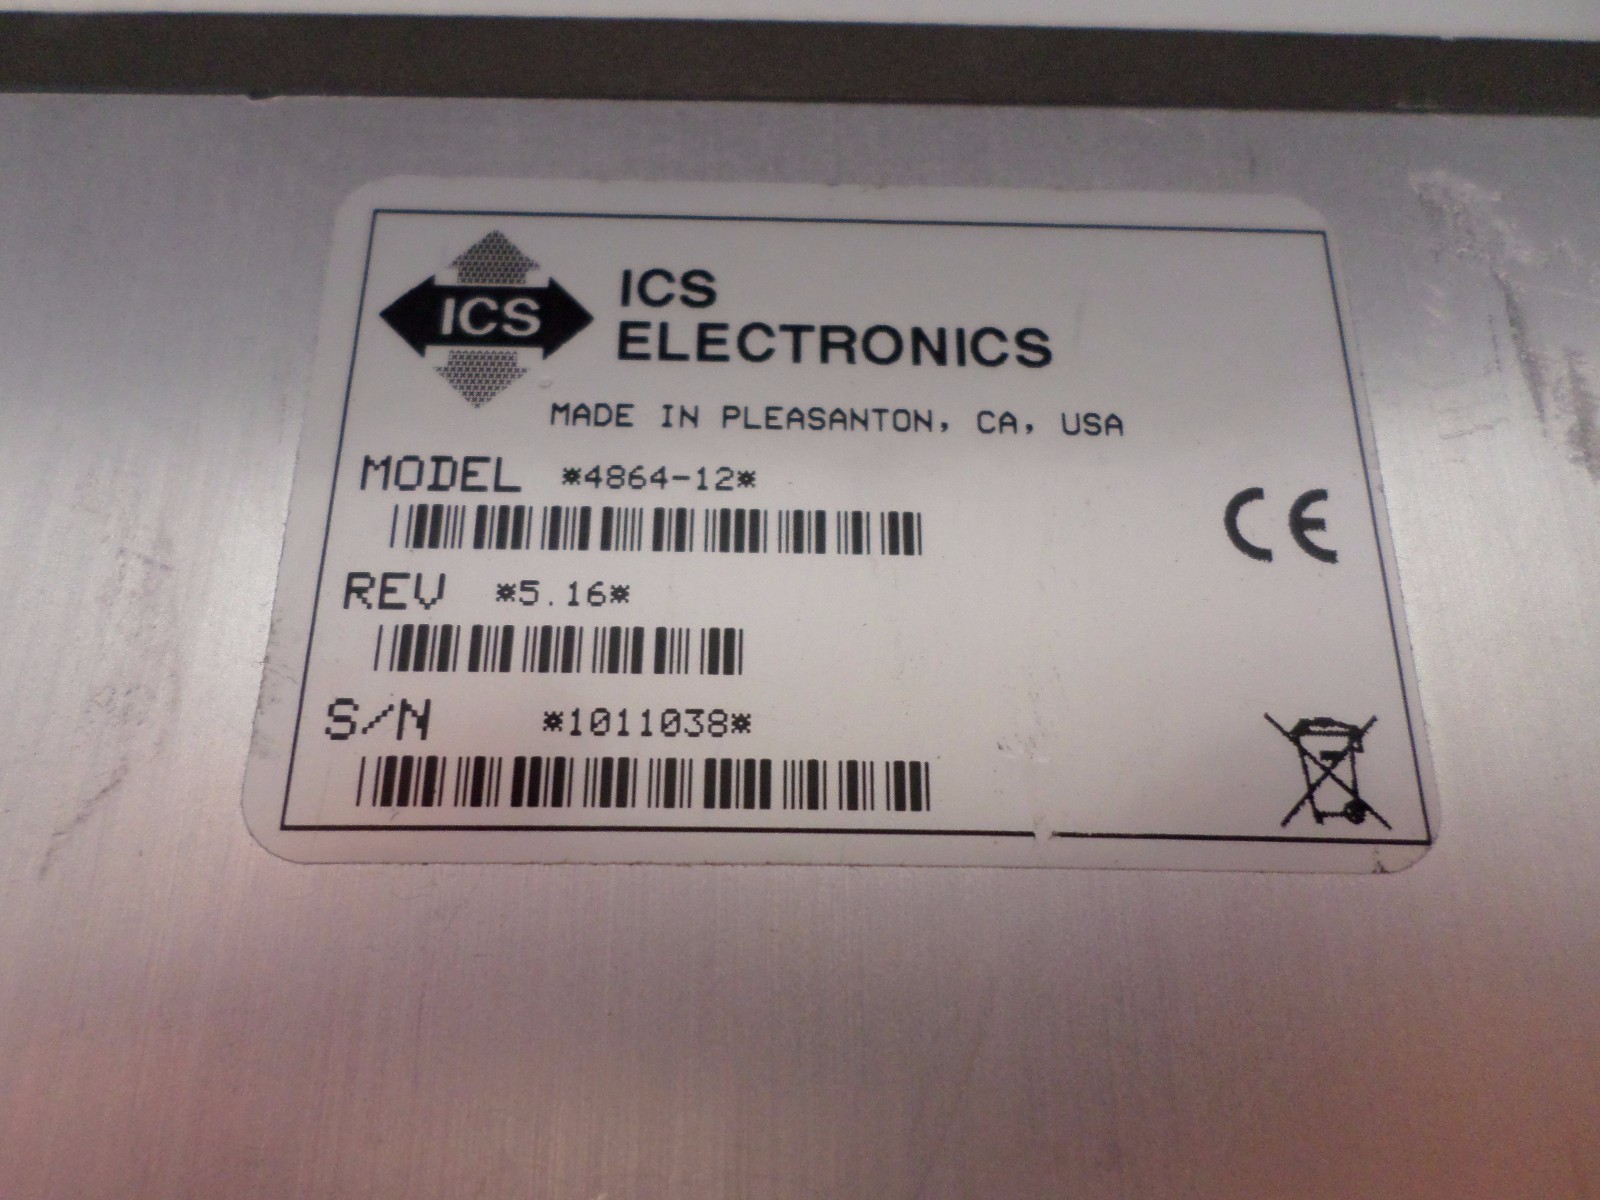 ICS
ICS
ELECTRONICS
MADE IN PLEASANTON, CA, USA
MODEL *4864-12*
CE
REV *5.16*
S/N *1011038*